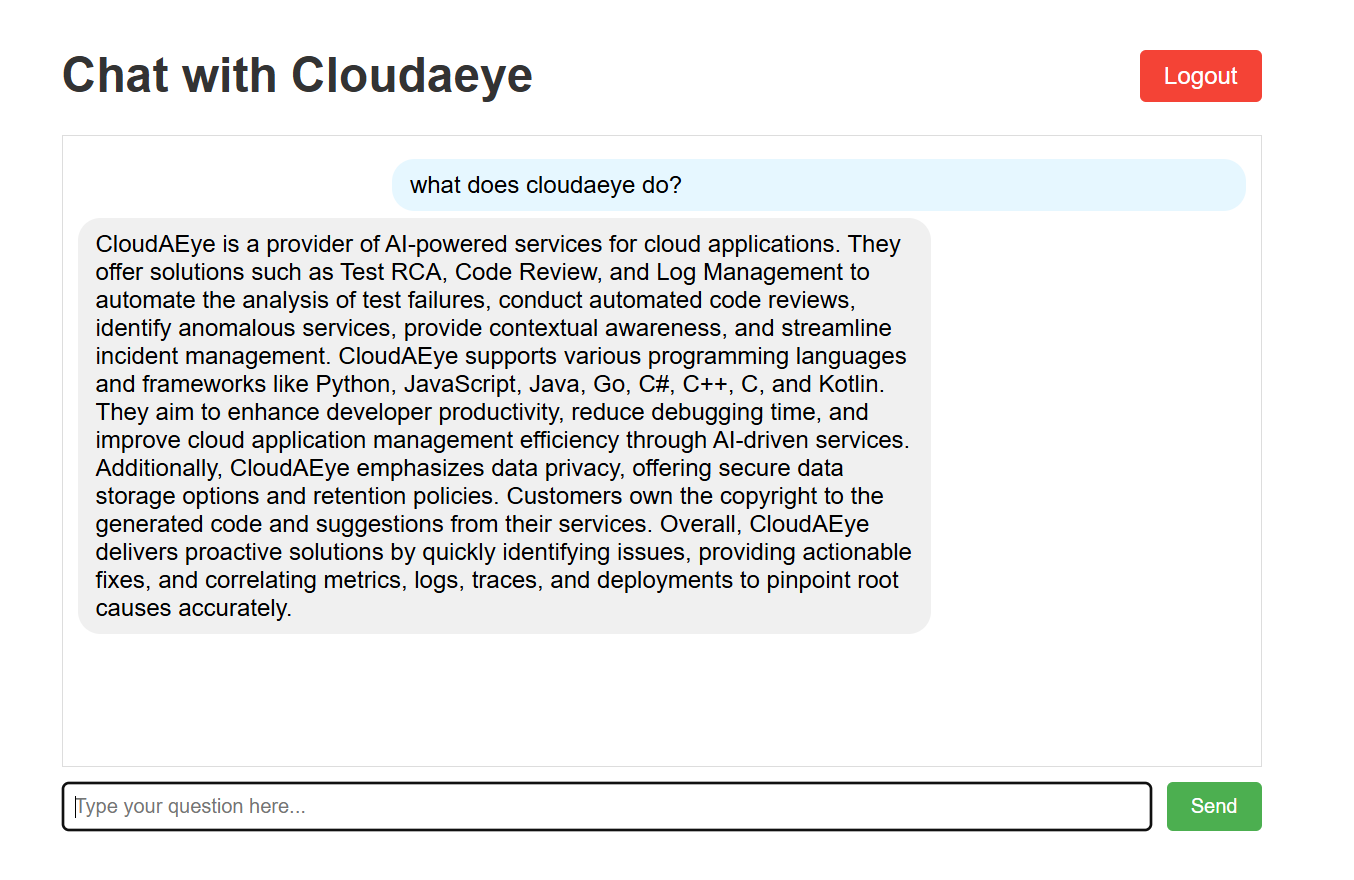 Chat with Cloudaeye
Logout
what does cloudaeye do?
CloudAEye is a provider of AI-powered services for cloud applications. They
offer solutions such as Test RCA, Code Review, and Log Management to
automate the analysis of test failures, conduct automated code reviews,
identify anomalous services, provide contextual awareness, and streamline
incident management. CloudAEye supports various programming languages
and frameworks like Python, JavaScript, Java, Go, C#, C++, C, and Kotlin.
They aim to enhance developer productivity, reduce debugging time, and
improve cloud application management efficiency through AI-driven services.
Additionally, CloudAEye emphasizes data privacy, offering secure data
storage options and retention policies. Customers own the copyright to the
generated code and suggestions from their services. Overall, CloudAEye
delivers proactive solutions by quickly identifying issues, providing actionable
fixes, and correlating metrics, logs, traces, and deployments to pinpoint root
causes accurately.
Type your question here...
Send